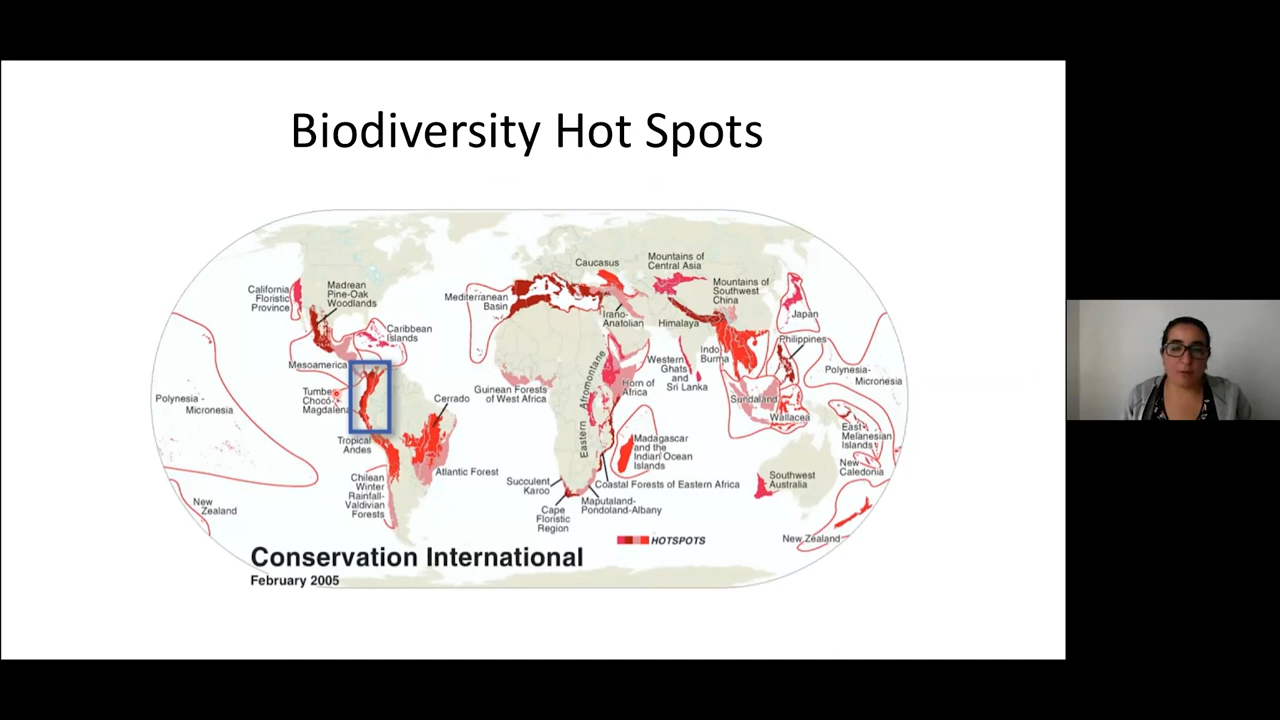 Biodiversity Hot Spots
California
Floristic
Province
Madrean
Pine-Oak
Woodlands
Caribbean
Islands
Mesoamerica
Tumbe
Chocó-
Magdalena
Polynesia -
Micronesia
Tropical
Andes
Cerrado
Atlantic Forest
Chilean
Winter
Rainfall-
Valdivian
Forests
New
Zealand
Mediterranean
Basin
Caucasus
Irano-
Anatolian
Mountains of
Central Asia
Mountains of
Southwest
China
Himalaya
Japan
Philippines
Indo
Burma
Western
Ghats
and
Sri Lanka
Guinean Forests
of West Africa
Eastern Afromontane
Horn of
Africa
Sundaland
Wallacea
Polynesia-
Micronesia
East
Melanesian
Islands
New
Caledonia
Madagascar
and the
Indian Ocean
Islands
Coastal Forests of Eastern Africa
Succulent
Karoo
Cape
Floristic
Region
Maputaland-
Pondoland-Albany
Southwest
Australia
New Zealand
HOTSPOTS
Conservation International
February 2005